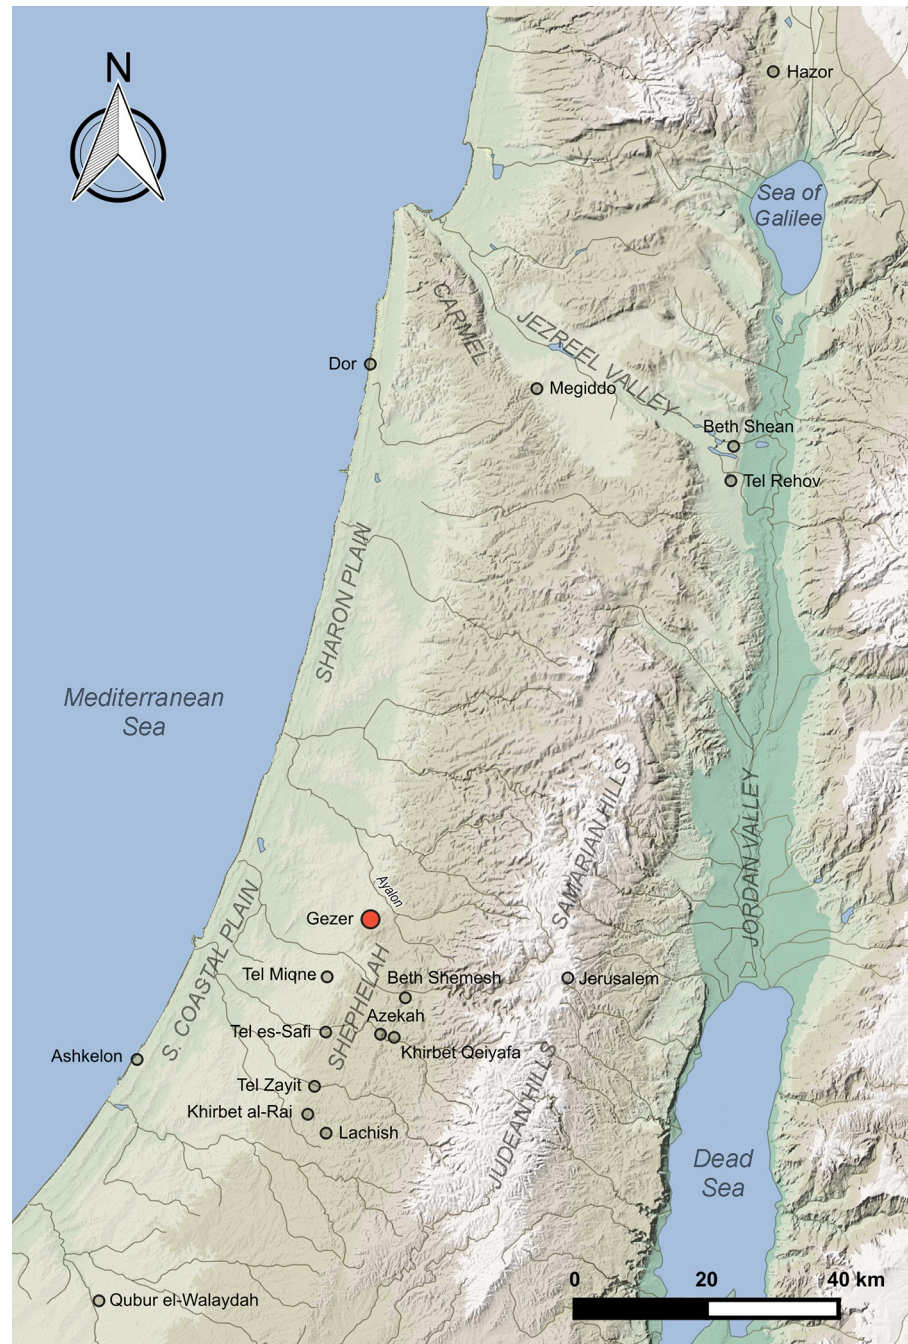 N
Hazor
Sea of
Galilee
CARMEL
JEZREEL VALLEY
Dor
Megiddo
Beth Shean
Tel Rehov
SHARON PLAIN
Mediterranean
Sea
SAMARIAN HILLS
JORDAN VALLEY
Ayalon
Gezer
S. COASTAL PLAIN
SHEPHELAH
Tel Miqne
Beth Shemesh
Jerusalem
Azekah
Tel es-Safi
Khirbet Qeiyafa
Ashkelon
JUDEAN HILLS
Tel Zayit
Khirbet al-Rai
Lachish
Dead
Sea
0 20 40 km
Qubur el-Walaydah